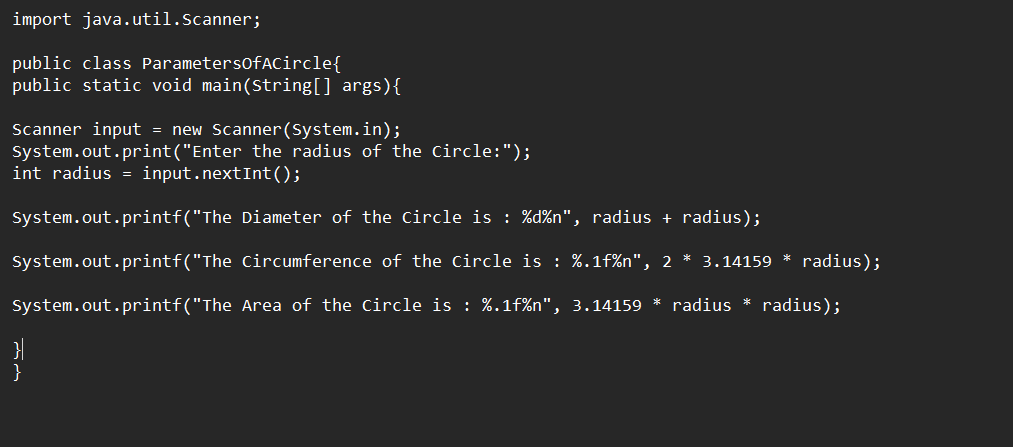 import java.util.Scanner;
public class ParametersOfACircle{
public static void main(String[] args){
Scanner input = new Scanner(System.in);
System.out.print("Enter the radius of the Circle:");
int radius = input.nextInt();
System.out.printf("The Diameter of the Circle is : %d%n", radius + radius);
System.out.printf("The Circumference of the Circle is : %.1f%n", 2 * 3.14159 * radius);
System.out.printf("The Area of the Circle is : %.1f%n", 3.14159 * radius * radius);
}
}